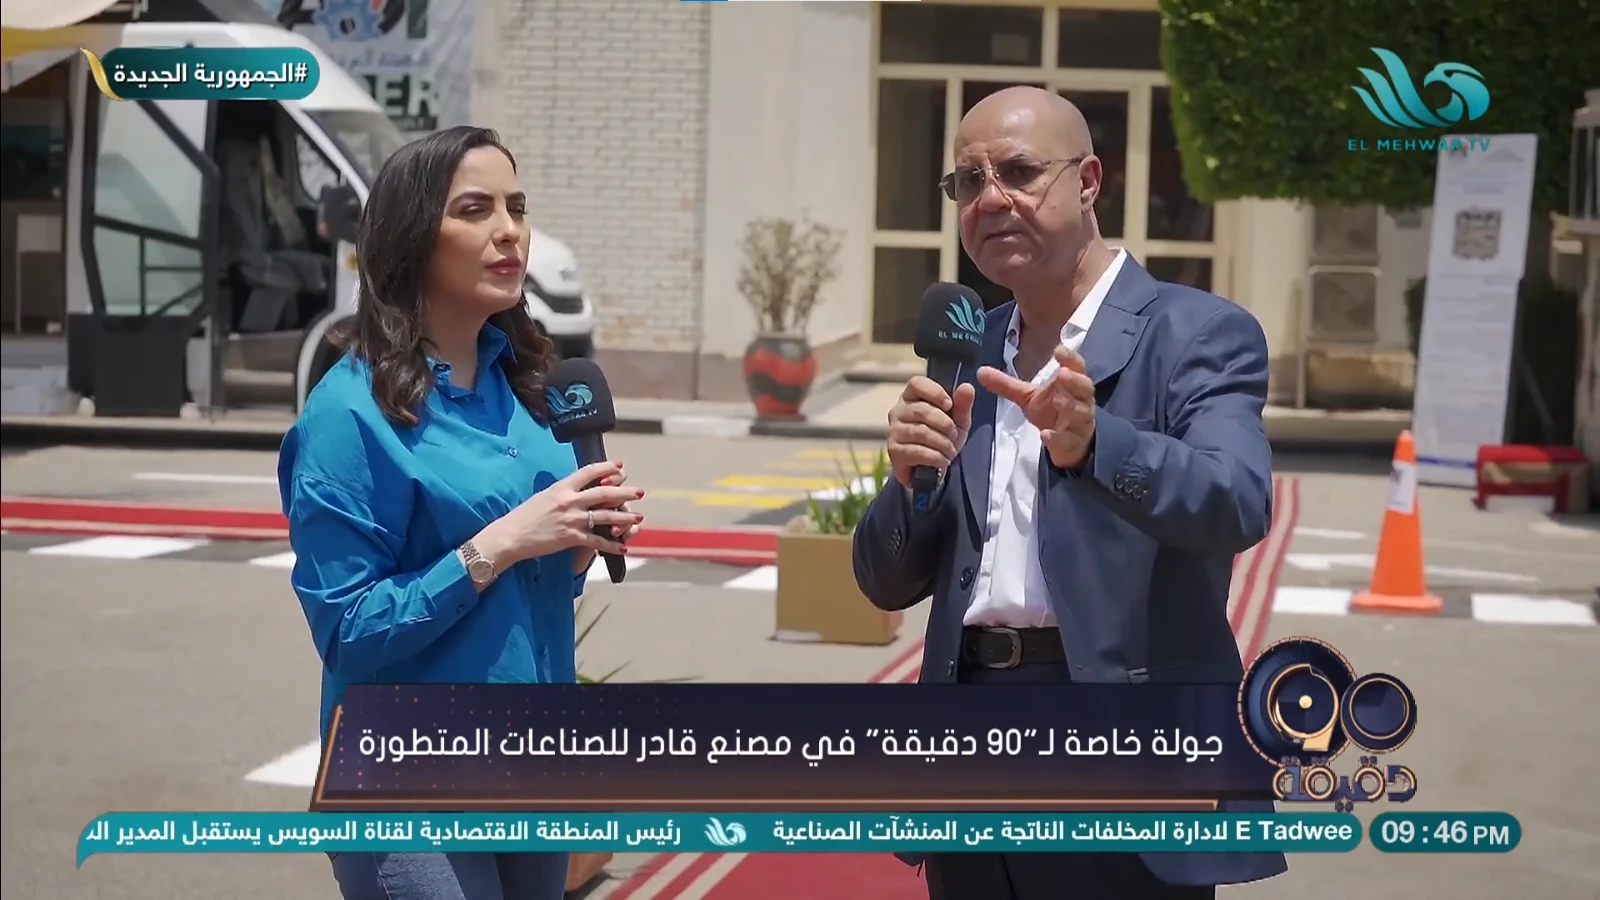 #الجمهورية الجديدة
EL MEHWAR TV
جولة خاصة لـ"90 دقيقة" في مصنع قادر للصناعات المتطورة
90
دقيقة
E Tadwee لادارة المخلفات الناتجة عن المنشآت الصناعية
رئيس المنطقة الاقتصادية لقناة السويس يستقبل المدير
09:46 PM